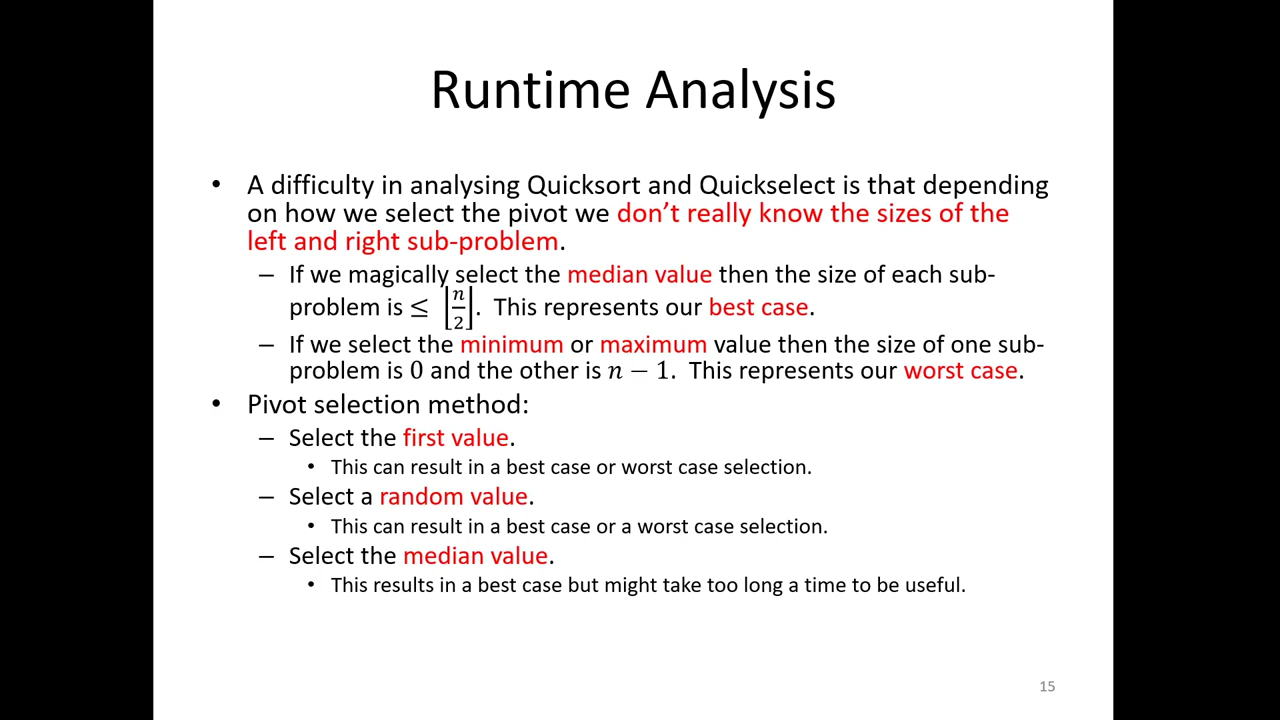 Runtime Analysis
• A difficulty in analysing Quicksort and Quickselect is that depending
on how we select the pivot we don’t really know the sizes of the
left and right sub-problem.
– If we magically select the median value then the size of each sub-
problem is ≤ ⌊n/2⌋. This represents our best case.
– If we select the minimum or maximum value then the size of one sub-
problem is 0 and the other is n − 1. This represents our worst case.
• Pivot selection method:
– Select the first value.
• This can result in a best case or worst case selection.
– Select a random value.
• This can result in a best case or a worst case selection.
– Select the median value.
• This results in a best case but might take too long a time to be useful.
15